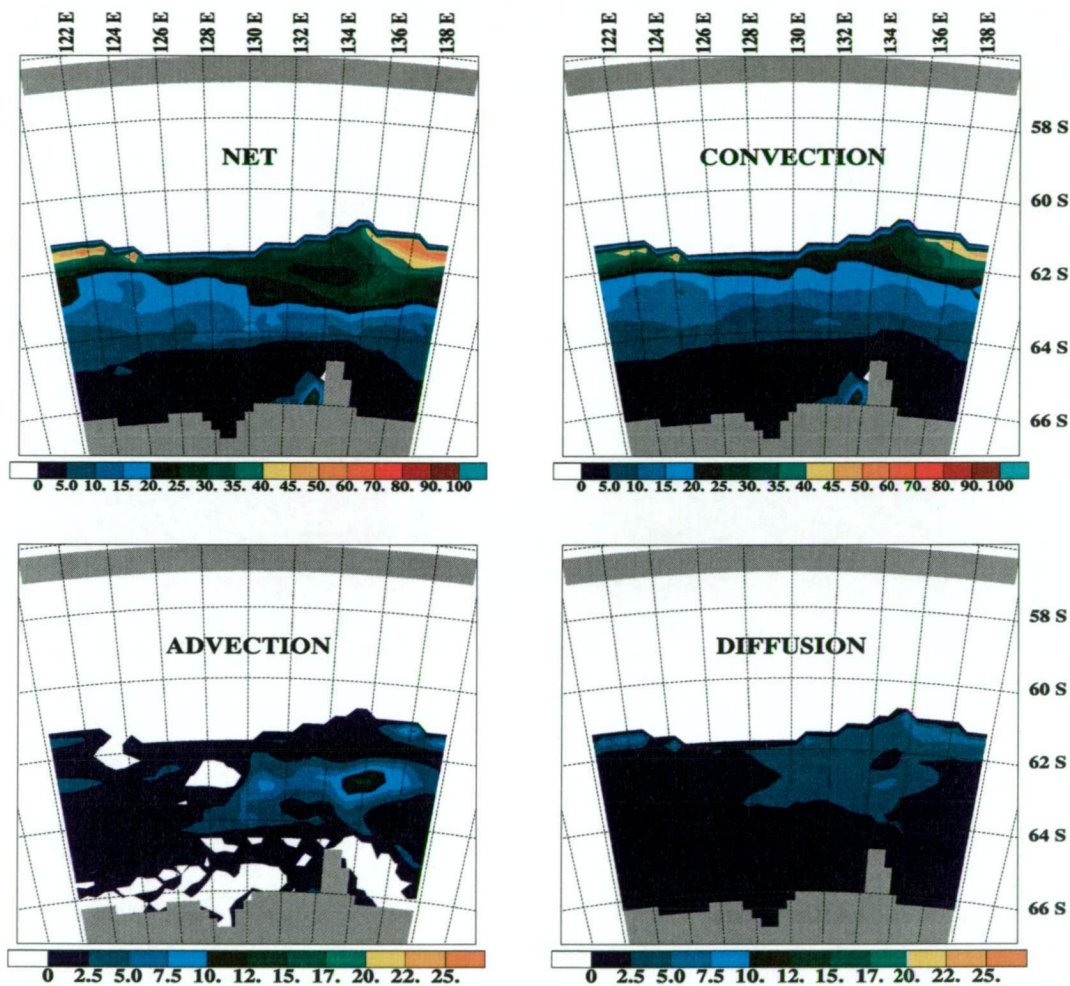 122 E 124 E 126 E 128 E 130 E 132 E 134 E 136 E 138 E
122 E 124 E 126 E 128 E 130 E 132 E 134 E 136 E 138 E
58 S
NET
CONVECTION
60 S
62 S
64 S
66 S
0 5.0 10. 15. 20. 25. 30. 35. 40. 45. 50. 60. 70. 80. 90. 100
0 5.0 10. 15. 20. 25. 30. 35. 40. 45. 50. 60. 70. 80. 90. 100
58 S
ADVECTION
DIFFUSION
60 S
62 S
64 S
66 S
0 2.5 5.0 7.5 10. 12. 15. 17. 20. 22. 25.
0 2.5 5.0 7.5 10. 12. 15. 17. 20. 22. 25.